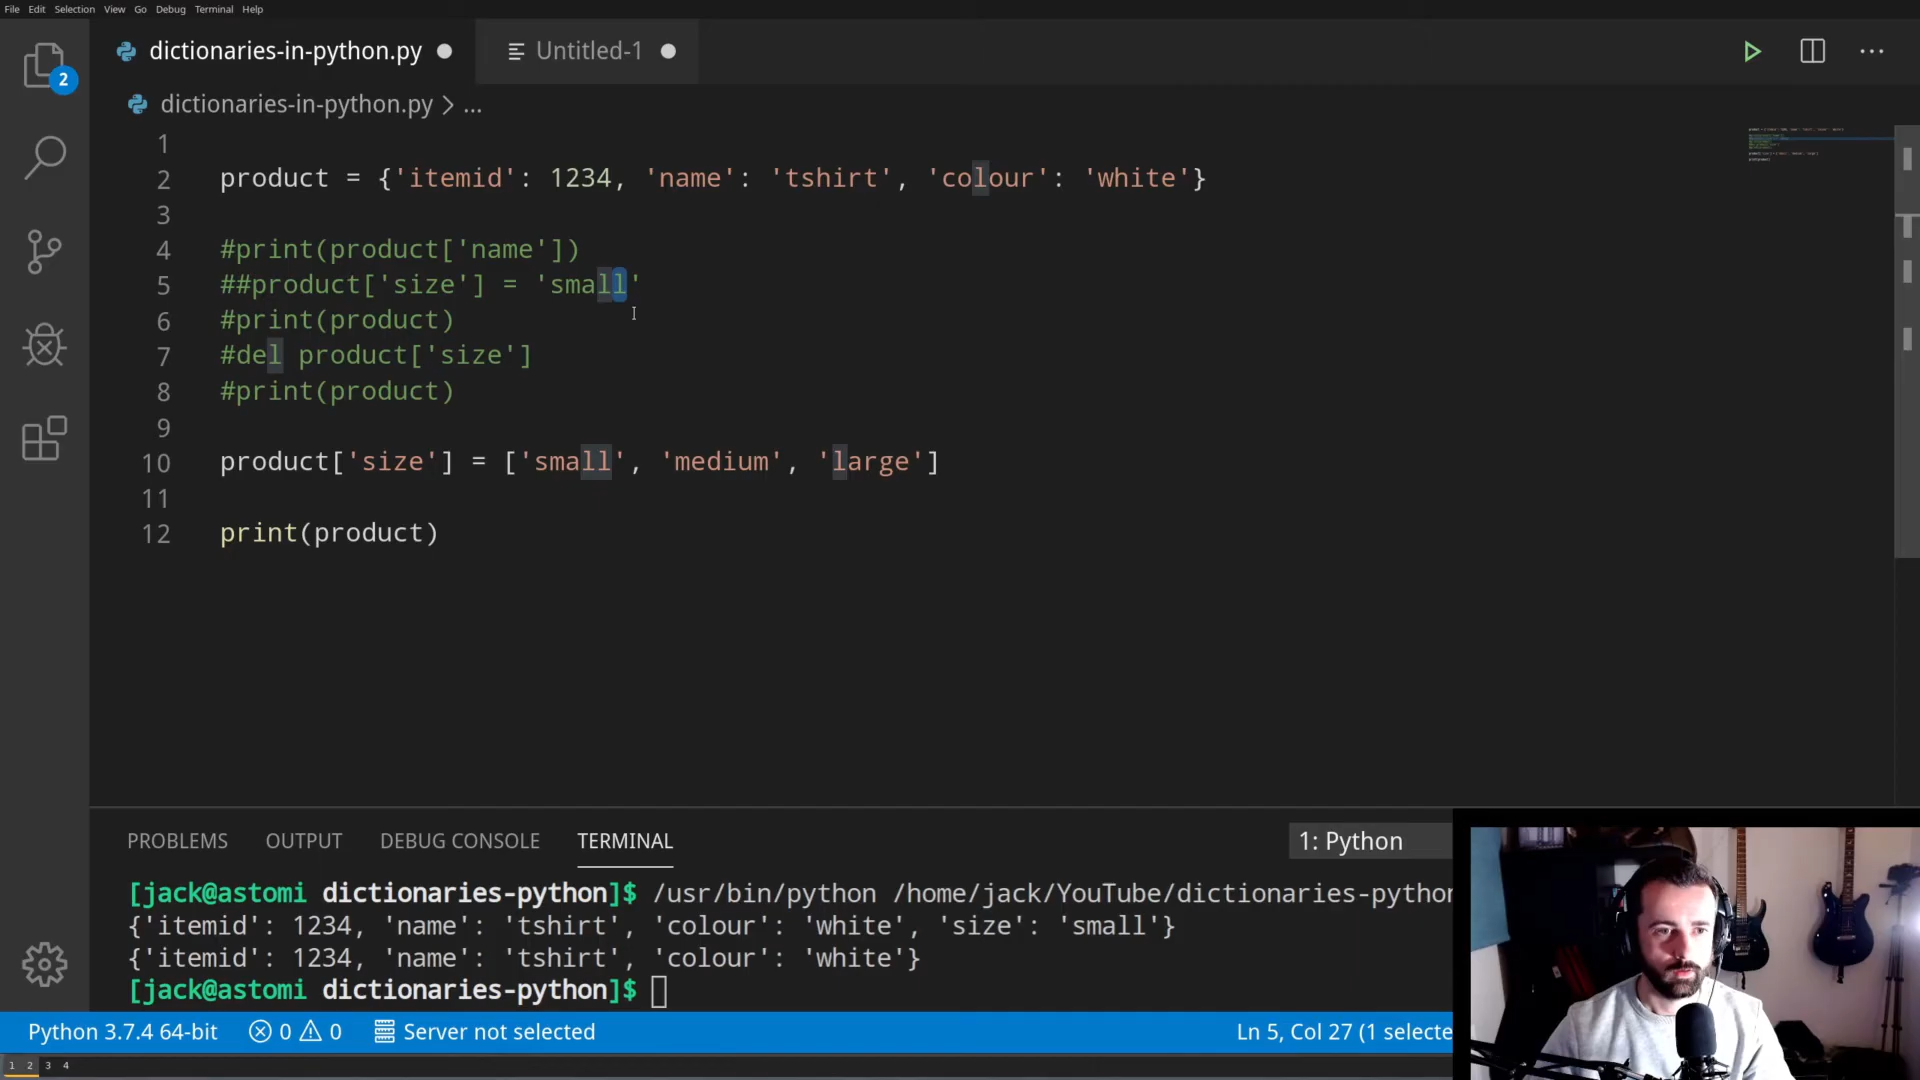 File Edit Selection View Go Debug Terminal Help
dictionaries-in-python.py Untitled-1
2
dictionaries-in-python.py > ...
1
2 product = {'itemid': 1234, 'name': 'tshirt', 'colour': 'white'}
3
4 #print(product['name'])
5 ##product['size'] = 'small'
6 #print(product)
7 #del product['size']
8 #print(product)
9
10 product['size'] = ['small', 'medium', 'large']
11
12 print(product)
PROBLEMS OUTPUT DEBUG CONSOLE TERMINAL 1: Python
[jack@astomi dictionaries-python]$ /usr/bin/python /home/jack/YouTube/dictionaries-python
{'itemid': 1234, 'name': 'tshirt', 'colour': 'white', 'size': 'small'}
{'itemid': 1234, 'name': 'tshirt', 'colour': 'white'}
[jack@astomi dictionaries-python]$
Python 3.7.4 64-bit 0 0 Server not selected Ln 5, Col 27 (1 selecte
1 2 3 4